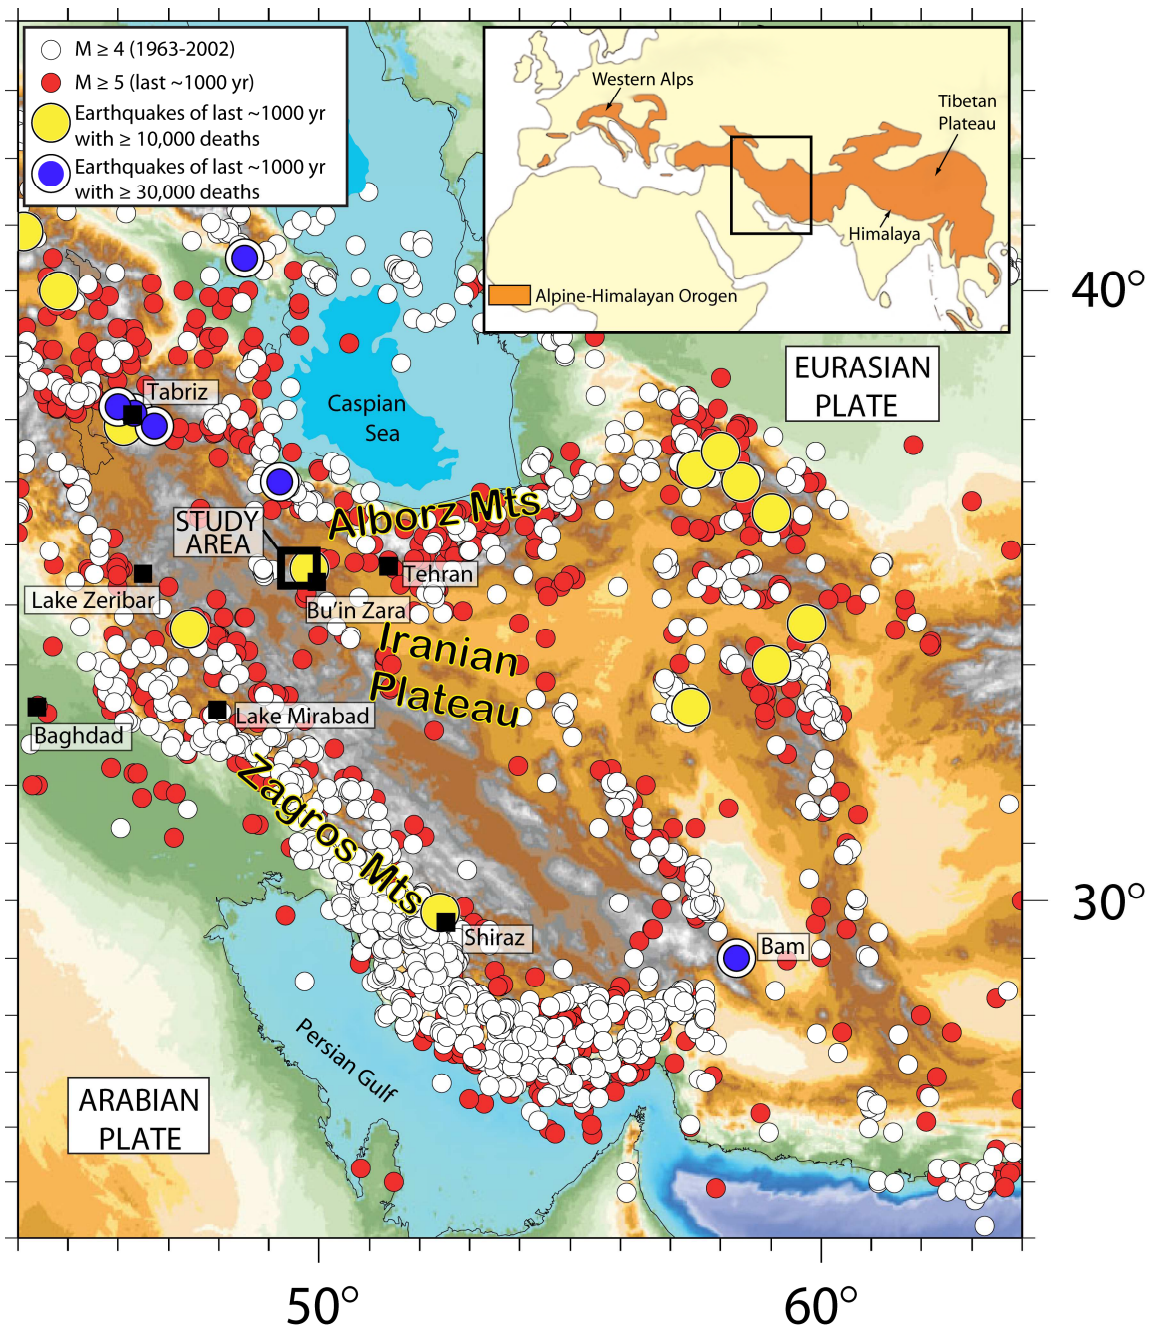 M ≥ 4 (1963-2002)
M ≥ 5 (last ~1000 yr)
Earthquakes of last ~1000 yr
with ≥ 10,000 deaths
Earthquakes of last ~1000 yr
with ≥ 30,000 deaths
Western Alps
Tibetan
Plateau
Himalaya
Alpine-Himalayan Orogen
40°
EURASIAN
PLATE
Tabriz
Caspian
Sea
Alborz Mts
STUDY
AREA
Tehran
Lake Zeribar
Bu'in Zara
Iranian
Plateau
Lake Mirabad
Baghdad
Zagros Mts
30°
Shiraz
Bam
Persian Gulf
ARABIAN
PLATE
50°
60°